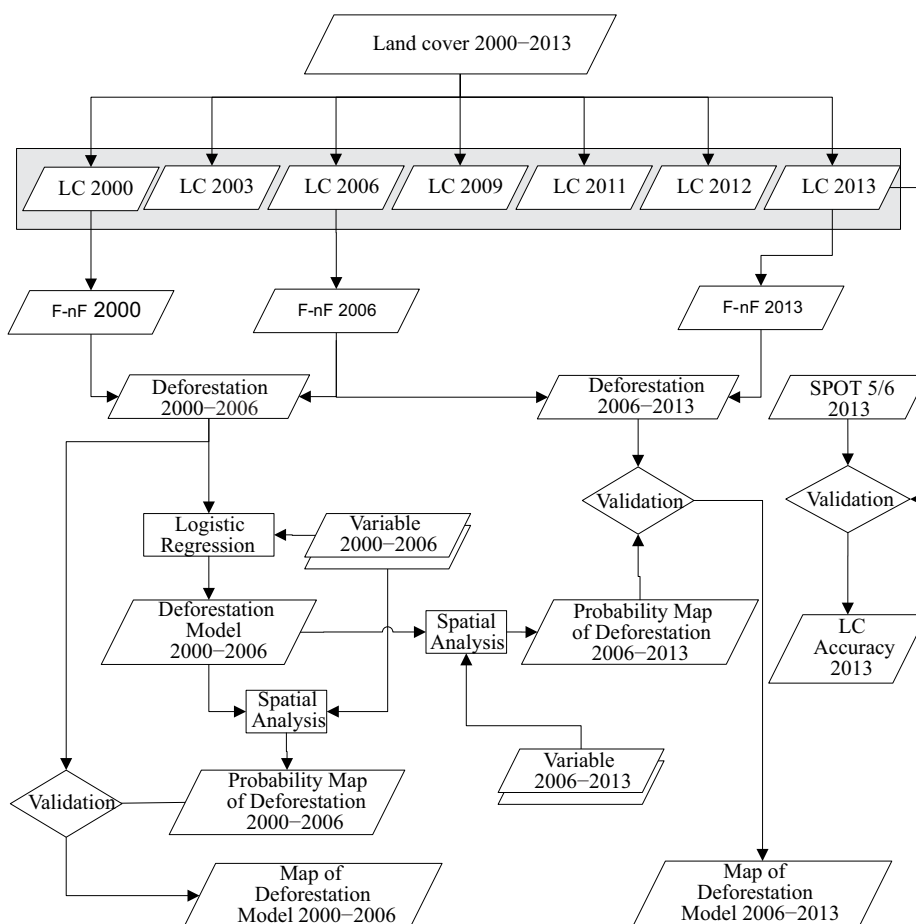 Land cover 2000−2013
LC 2000
LC 2003
LC 2006
LC 2009
LC 2011
LC 2012
LC 2013
F-nF 2000
F-nF 2006
F-nF 2013
Deforestation
2000−2006
Deforestation
2006−2013
SPOT 5/6
2013
Validation
Validation
Logistic
Regression
Variable
2000−2006
Deforestation
Model
2000−2006
Spatial
Analysis
Probability Map
of Deforestation
2006−2013
LC
Accuracy
2013
Spatial
Analysis
Variable
2006−2013
Validation
Probability Map
of Deforestation
2000−2006
Map of
Deforestation
Model 2000−2006
Map of
Deforestation
Model 2006−2013